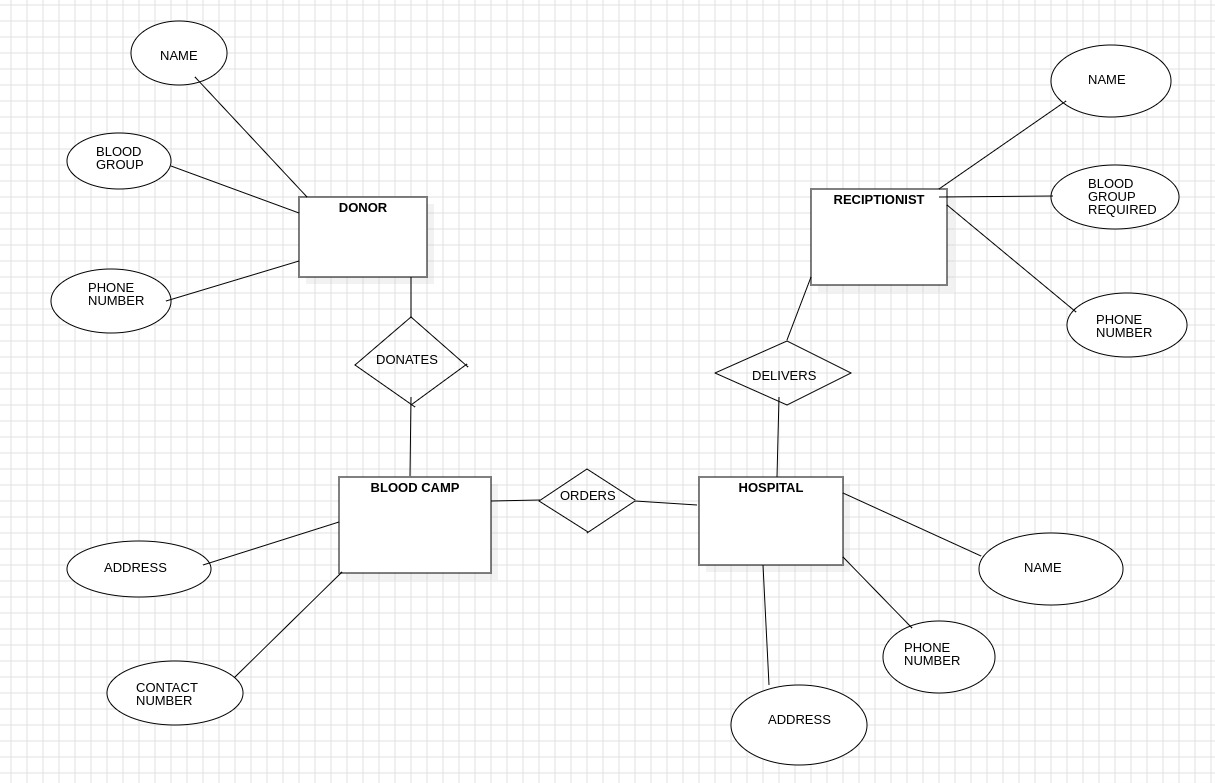 NAME
BLOOD
GROUP
PHONE
NUMBER
DONOR
DONATES
RECIPTIONIST
NAME
BLOOD
GROUP
REQUIRED
PHONE
NUMBER
DELIVERS
BLOOD CAMP
ORDERS
HOSPITAL
ADDRESS
CONTACT
NUMBER
NAME
PHONE
NUMBER
ADDRESS